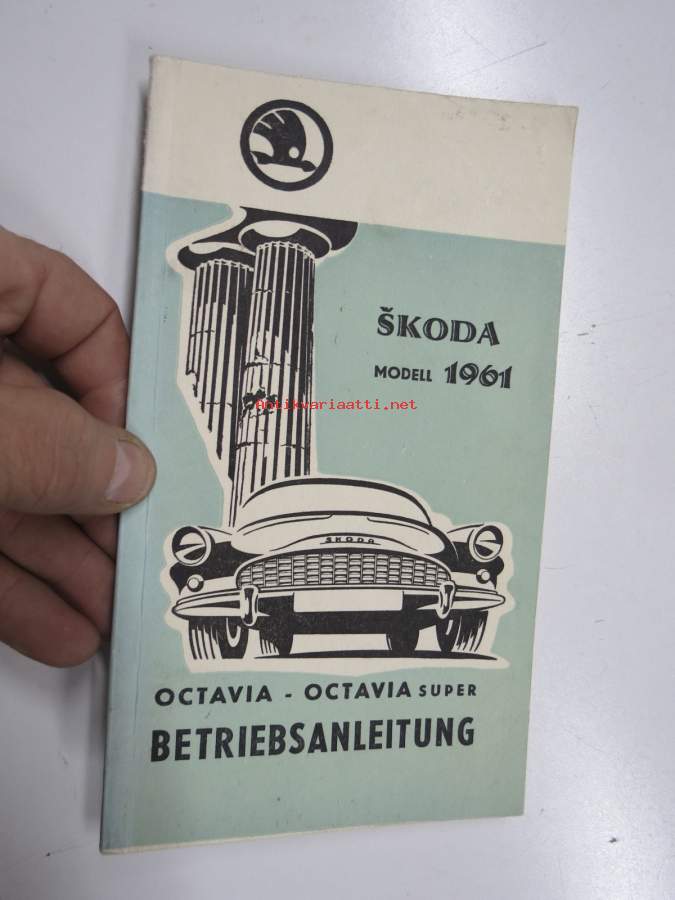 ŠKODA
MODELL 1961
Antikvariaatti.net
ŠKODA
OCTAVIA - OCTAVIA SUPER
BETRIEBSANLEITUNG